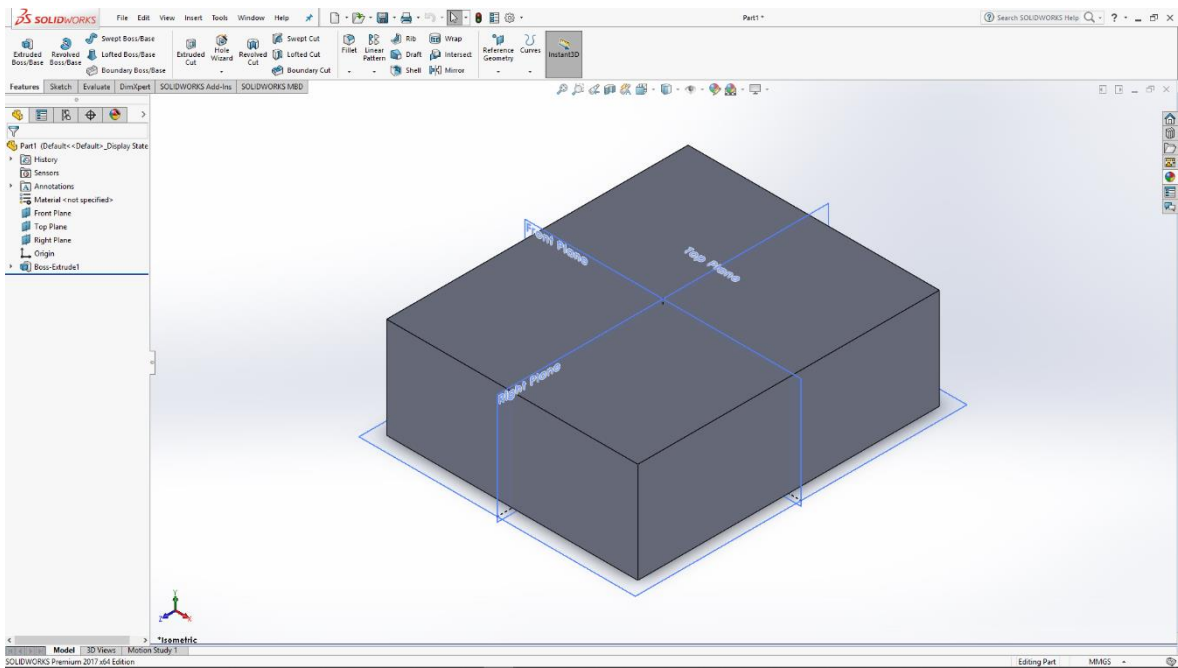 SOLIDWORKS File Edit View Insert Tools Window Help Part1 * Search SOLIDWORKS Help
Extruded Boss/Base
Revolved Boss/Base
Swept Boss/Base
Lofted Boss/Base
Boundary Boss/Base
Extruded Cut
Hole Wizard
Revolved Cut
Swept Cut
Lofted Cut
Boundary Cut
Fillet
Linear Pattern
Rib
Draft
Shell
Wrap
Intersect
Mirror
Reference Geometry
Curves
Instant3D
Features Sketch Evaluate DimXpert SOLIDWORKS Add-Ins SOLIDWORKS MBD
Part1 (Default<<Default>_Display State
History
Sensors
Annotations
Material <not specified>
Front Plane
Top Plane
Right Plane
Origin
Boss-Extrude1
Front Plane
Top Plane
Right Plane
Y
Z
X
*Isometric
Model 3D Views Motion Study 1
SOLIDWORKS Premium 2017 x64 Edition Editing Part MMGS